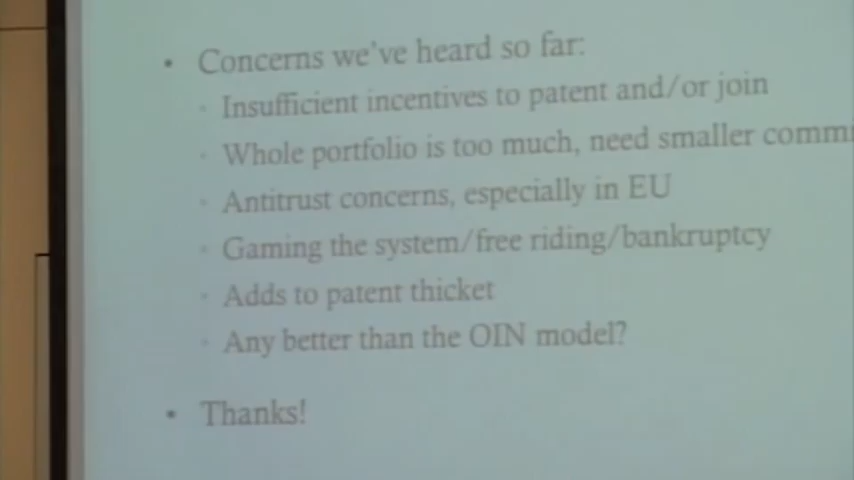 • Concerns we've heard so far:
• Insufficient incentives to patent and/or join
• Whole portfolio is too much, need smaller
• Antitrust concerns, especially in EU
• Gaming the system/free riding/bankruptcy
• Adds to patent thicket
• Any better than the OIN model?
• Thanks!